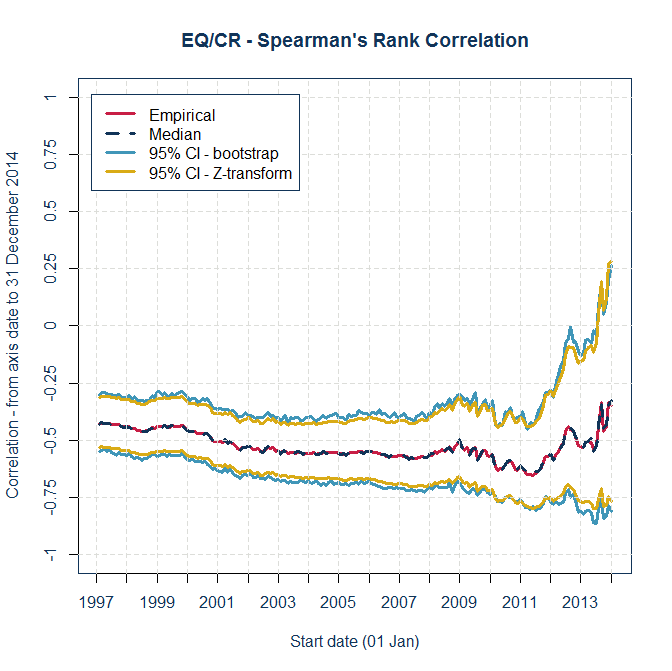 EQ/CR - Spearman's Rank Correlation
Empirical
Median
95% CI - bootstrap
95% CI - Z-transform
Correlation - from axis date to 31 December 2014
1
0.75
0.5
0.25
0
-0.25
-0.5
-0.75
-1
1997 1999 2001 2003 2005 2007 2009 2011 2013
Start date (01 Jan)